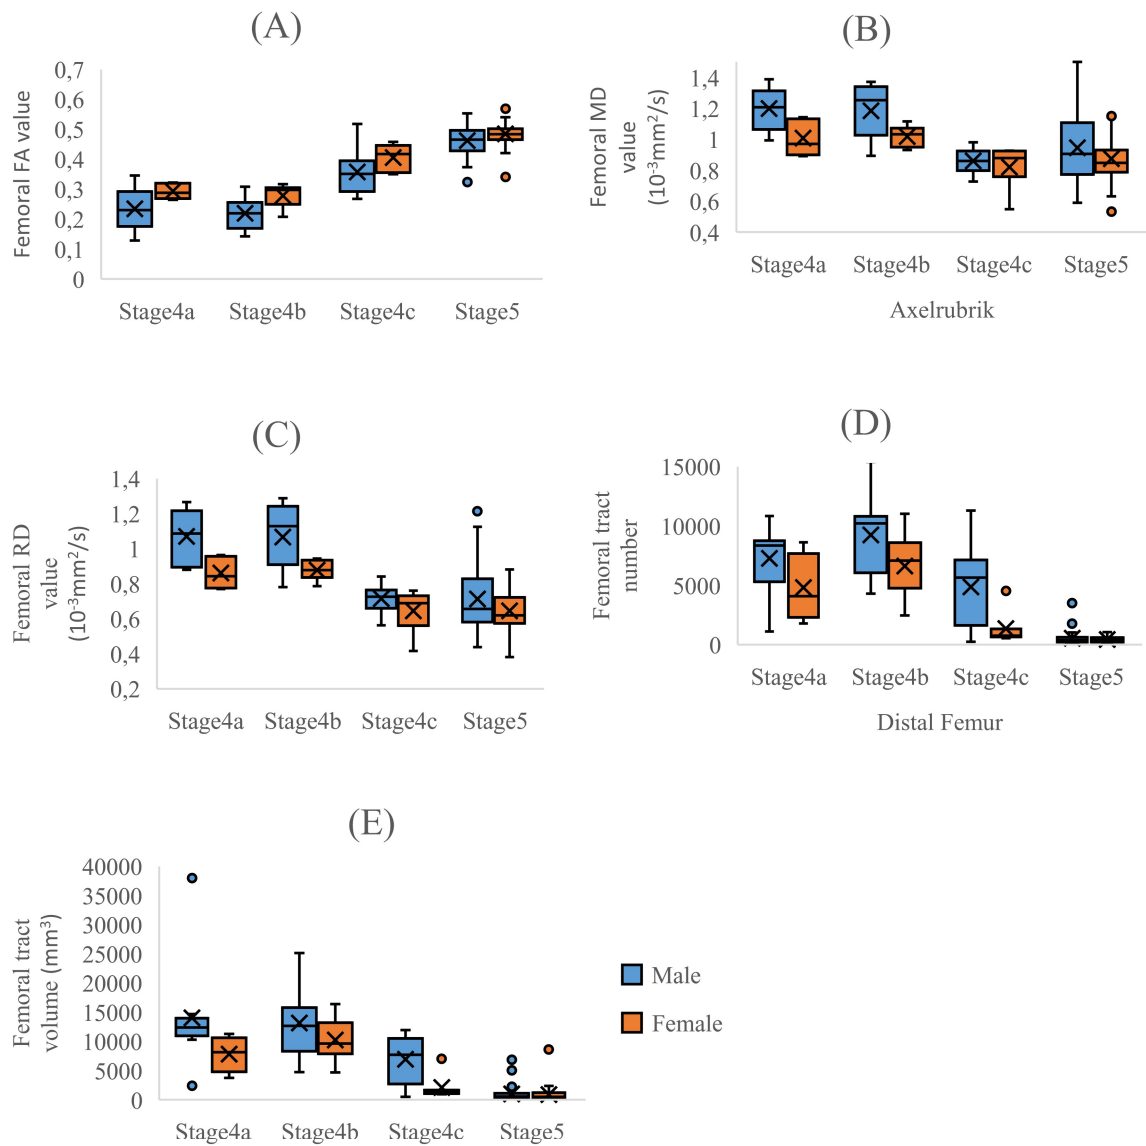 (A)
Femoral FA value
0,7
0,6
0,5
0,4
0,3
0,2
0,1
0
Stage4a Stage4b Stage4c Stage5
(B)
Femoral MD
value
(10⁻³mm²/s)
1,4
1,2
1
0,8
0,6
0,4
Stage4a Stage4b Stage4c Stage5
Axelrubrik
(C)
Femoral RD
value
(10⁻³mm²/s)
1,4
1,2
1
0,8
0,6
0,4
0,2
Stage4a Stage4b Stage4c Stage5
(D)
Femoral tract
number
15000
10000
5000
0
Stage4a Stage4b Stage4c Stage5
Distal Femur
(E)
Femoral tract
volume (mm³)
40000
35000
30000
25000
20000
15000
10000
5000
0
Stage4a Stage4b Stage4c Stage5
Male
Female